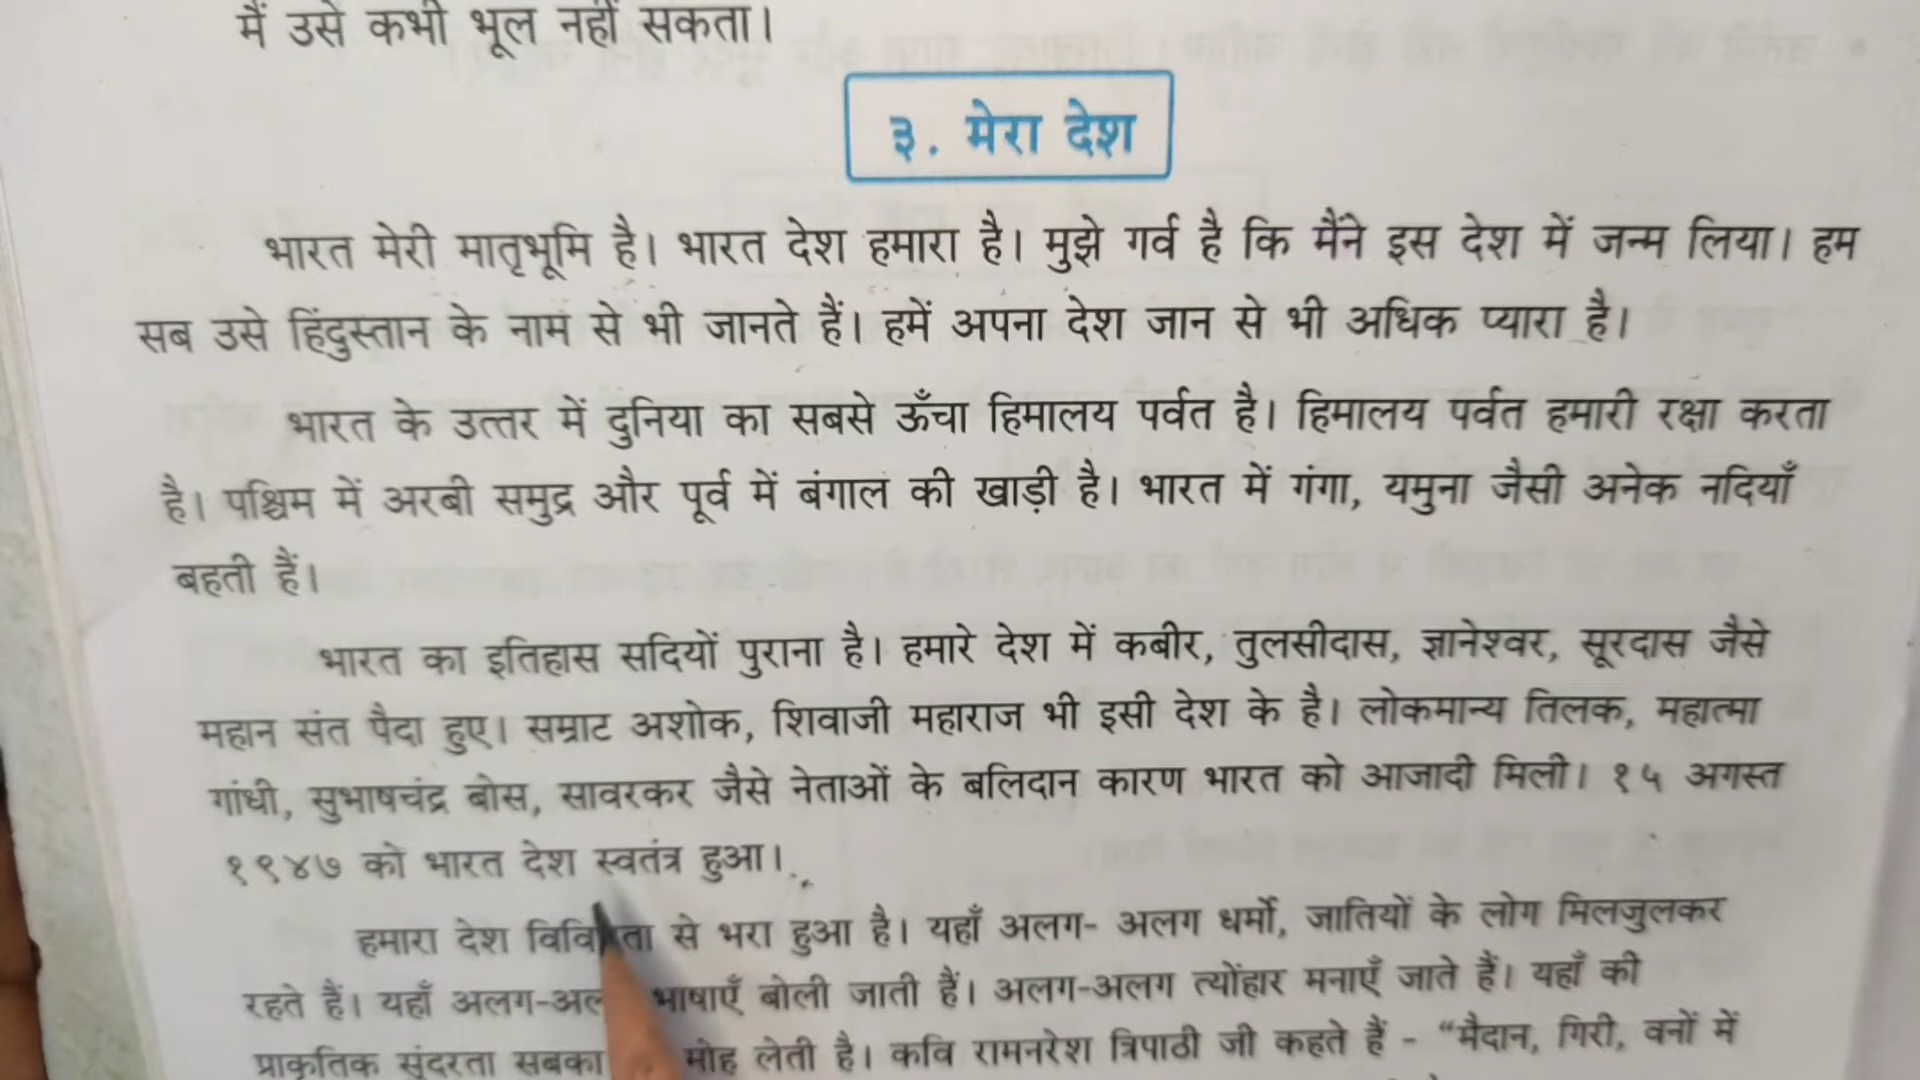 मैं उसे कभी भूल नहीं सकता।
३. मेरा देश
भारत मेरी मातृभूमि है। भारत देश हमारा है। मुझे गर्व है कि मैंने इस देश में जन्म लिया। हम
सब उसे हिंदुस्तान के नाम से भी जानते हैं। हमें अपना देश जान से भी अधिक प्यारा है।
भारत के उत्तर में दुनिया का सबसे ऊँचा हिमालय पर्वत है। हिमालय पर्वत हमारी रक्षा करता
है। पश्चिम में अरबी समुद्र और पूर्व में बंगाल की खाड़ी है। भारत में गंगा, यमुना जैसी अनेक नदियाँ
बहती हैं।
भारत का इतिहास सदियों पुराना है। हमारे देश में कबीर, तुलसीदास, ज्ञानेश्वर, सूरदास जैसे
महान संत पैदा हुए। सम्राट अशोक, शिवाजी महाराज भी इसी देश के है। लोकमान्य तिलक, महात्मा
गांधी, सुभाषचंद्र बोस, सावरकर जैसे नेताओं के बलिदान कारण भारत को आजादी मिली। १५ अगस्त
१९४७ को भारत देश स्वतंत्र हुआ।
हमारा देश से भरा हुआ है। यहाँ अलग- अलग धर्मो, जातियों के लोग मिलजुलकर
रहते हैं। यहाँ भाषाएँ बोली जाती हैं। अलग-अलग त्योंहार मनाएँ जाते हैं। यहाँ की
प्राकृतिक सुंदरता सबका मोह लेती है। कवि रामनरेश त्रिपाठी जी कहते हैं - “मैदान, गिरी, वनों में